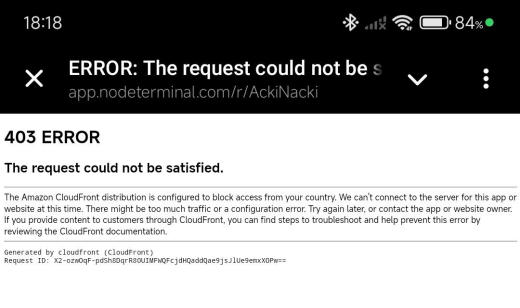 18:18
84%
ERROR: The request could not be s
app.nodeterminal.com/r/AckiNacki
403 ERROR
The request could not be satisfied.
The Amazon CloudFront distribution is configured to block access from your country. We can't connect to the server for this app or
website at this time. There might be too much traffic or a configuration error. Try again later, or contact the app or website owner.
If you provide content to customers through CloudFront, you can find steps to troubleshoot and help prevent this error by
reviewing the CloudFront documentation.
Generated by cloudfront (CloudFront)
Request ID: X2-ozwOqF-pdSh8DqrR8OUIMFWQFcjdHQaddQae9jsJlUe9emxXOPw==